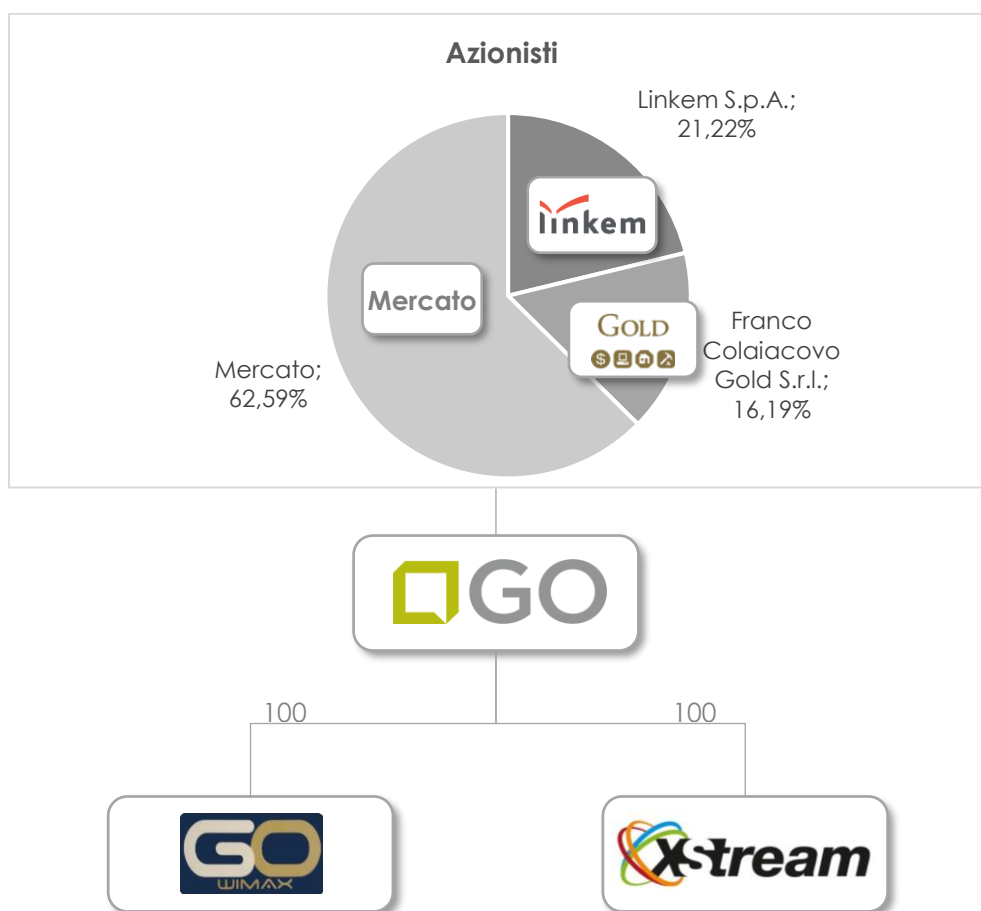 Azionisti
Linkem S.p.A.;
21,22%
linkem
Mercato
GOLD
Franco
Colaiacovo
Gold S.r.l.;
16,19%
Mercato;
62,59%
GO
100
100
GO
WIMAX
XStream